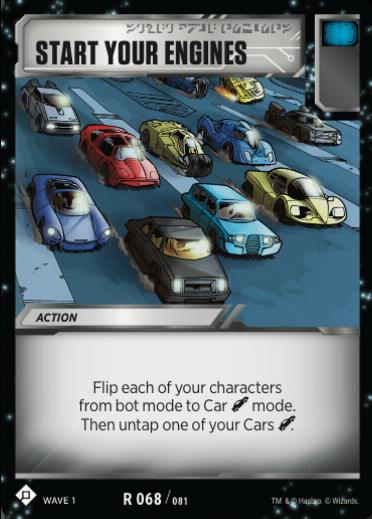 START YOUR ENGINES
ACTION
Flip each of your characters
from bot mode to Car mode.
Then untap one of your Cars .
WAVE 1 R 068 / 081 TM & © Hasbro. © Wizards.